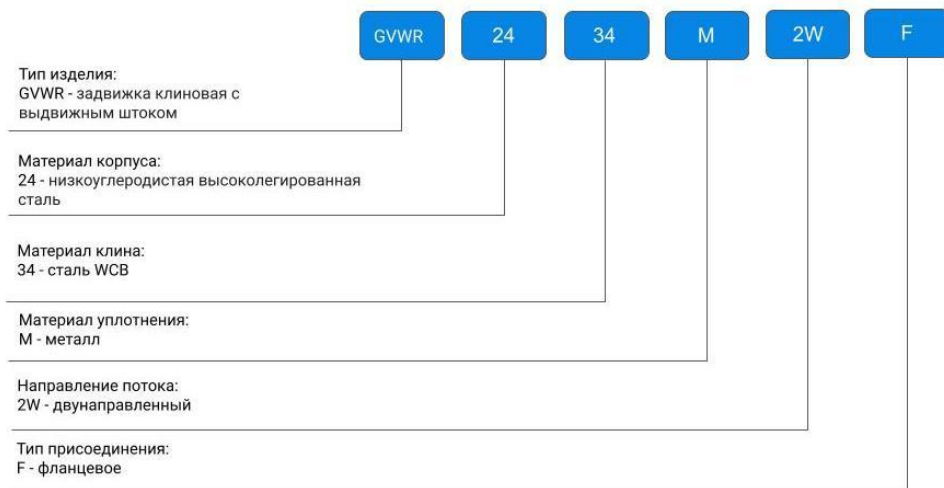 GVWR 24 34 M 2W F
Тип изделия:
GVWR - задвижка клиновая с
выдвижным штоком
Материал корпуса:
24 - низкоуглеродистая высоколегированная
сталь
Материал клина:
34 - сталь WCB
Материал уплотнения:
М - металл
Направление потока:
2W - двунаправленный
Тип присоединения:
F - фланцевое